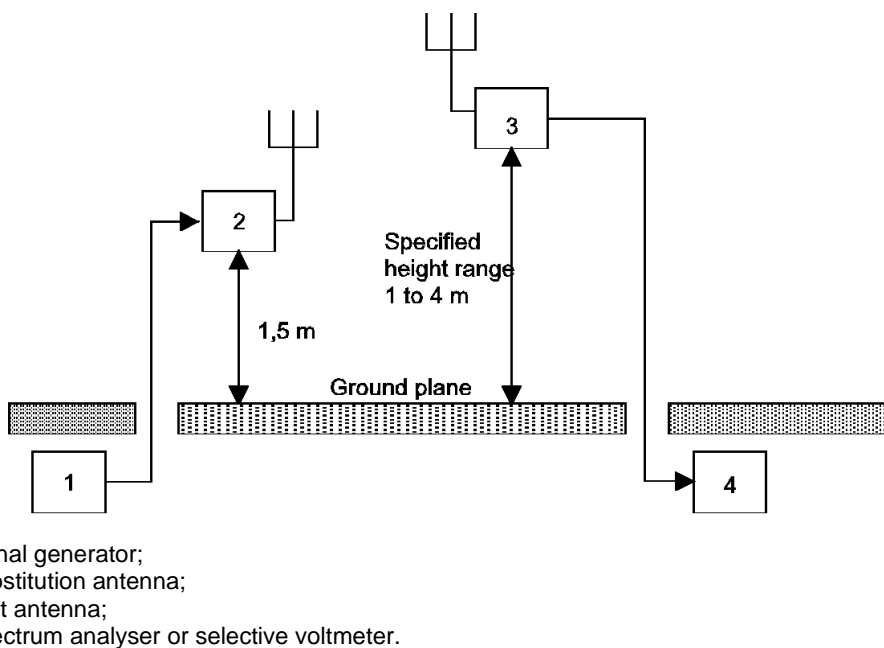 3
2
Specified
height range
1 to 4 m
1,5 m
Ground plane
1
4
nal generator;
bstitution antenna;
t antenna;
ectrum analyser or selective voltmeter.